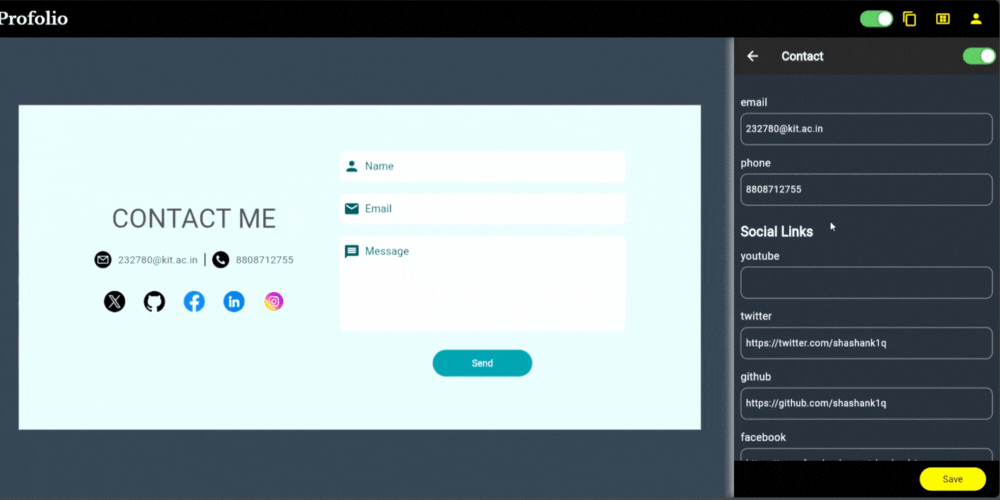 Profolio
CONTACT ME
232780@kit.ac.in | 8808712755
Name
Email
Message
Send
Contact
email
232780@kit.ac.in
phone
8808712755
Social Links
youtube
twitter
https://twitter.com/shashank1q
github
https://github.com/shashank1q
facebook
Save